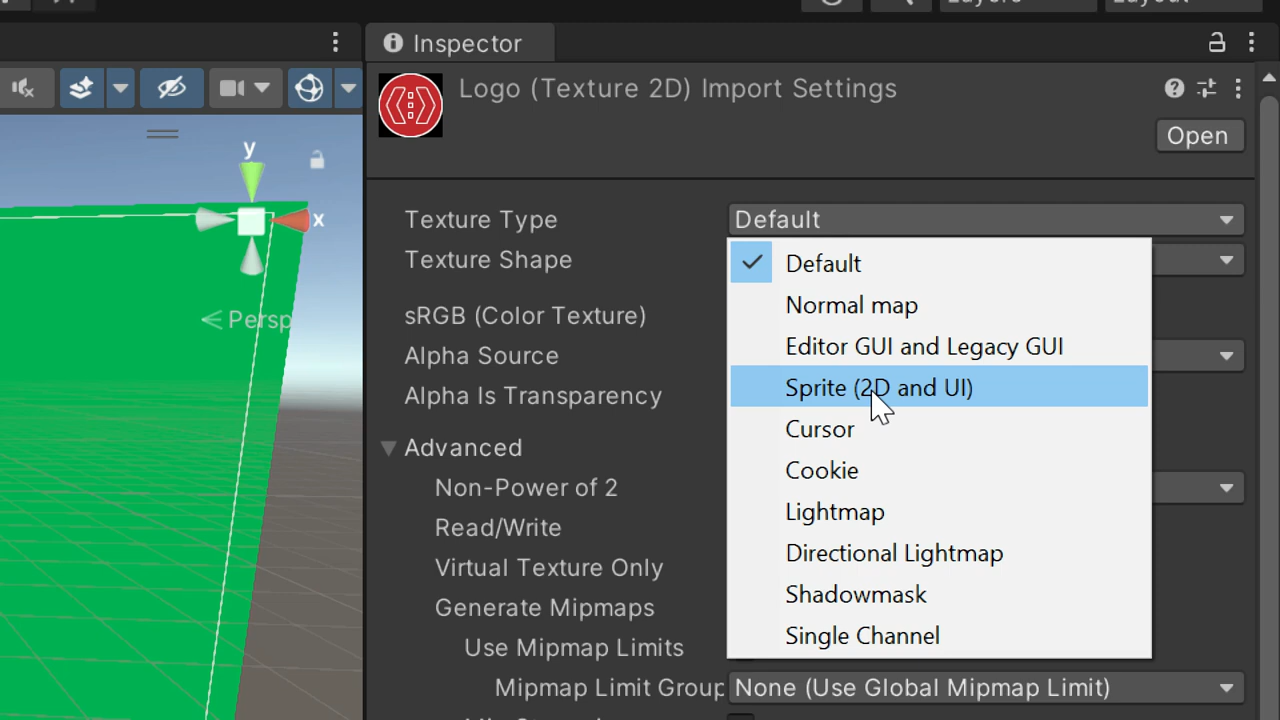 Inspector
Logo (Texture 2D) Import Settings
Open
y
x
Persp
Texture Type
Default
Texture Shape
sRGB (Color Texture)
Alpha Source
Alpha Is Transparency
Advanced
Non-Power of 2
Read/Write
Virtual Texture Only
Generate Mipmaps
Use Mipmap Limits
Mipmap Limit Group
None (Use Global Mipmap Limit)
Default
Normal map
Editor GUI and Legacy GUI
Sprite (2D and UI)
Cursor
Cookie
Lightmap
Directional Lightmap
Shadowmask
Single Channel